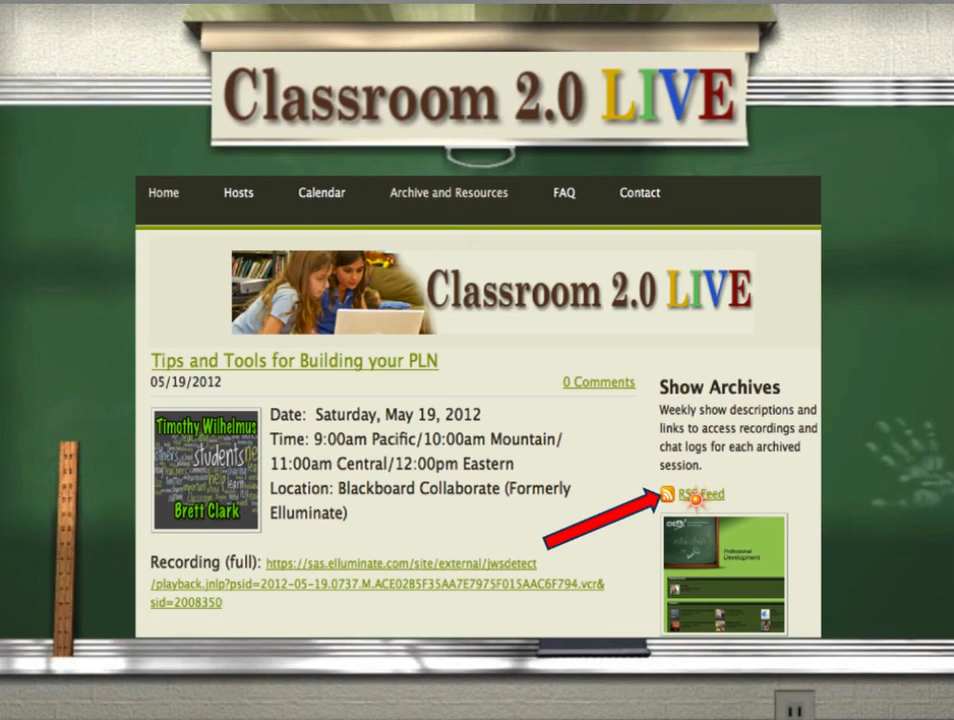 Classroom 2.0 LIVE
Home Hosts Calendar Archive and Resources FAQ Contact
Classroom 2.0 LIVE
Tips and Tools for Building your PLN
05/19/2012 0 Comments
Timothy Wilhelmus
students
Brett Clark
Date: Saturday, May 19, 2012
Time: 9:00am Pacific/10:00am Mountain/
11:00am Central/12:00pm Eastern
Location: Blackboard Collaborate (Formerly
Elluminate)
Recording (full): https://sas.elluminate.com/site/external/jwsdetect
/playback.jnlp?psid=2012-05-19.0737.M.ACE0285F35AA7E7975F015AAC6F794.vcr&
sid=2008350
Show Archives
Weekly show descriptions and
links to access recordings and
chat logs for each archived
session.
RSS Feed
Professional
Development